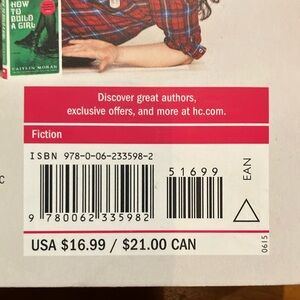 HOW
TO
BUILD
A GIRL
CAITLIN MORAN
Discover great authors,
exclusive offers, and more at hc.com.
Fiction
ISBN 978-0-06-233598-2
51699
EAN
9 780062 335982
USA $16.99 / $21.00 CAN
0615
C